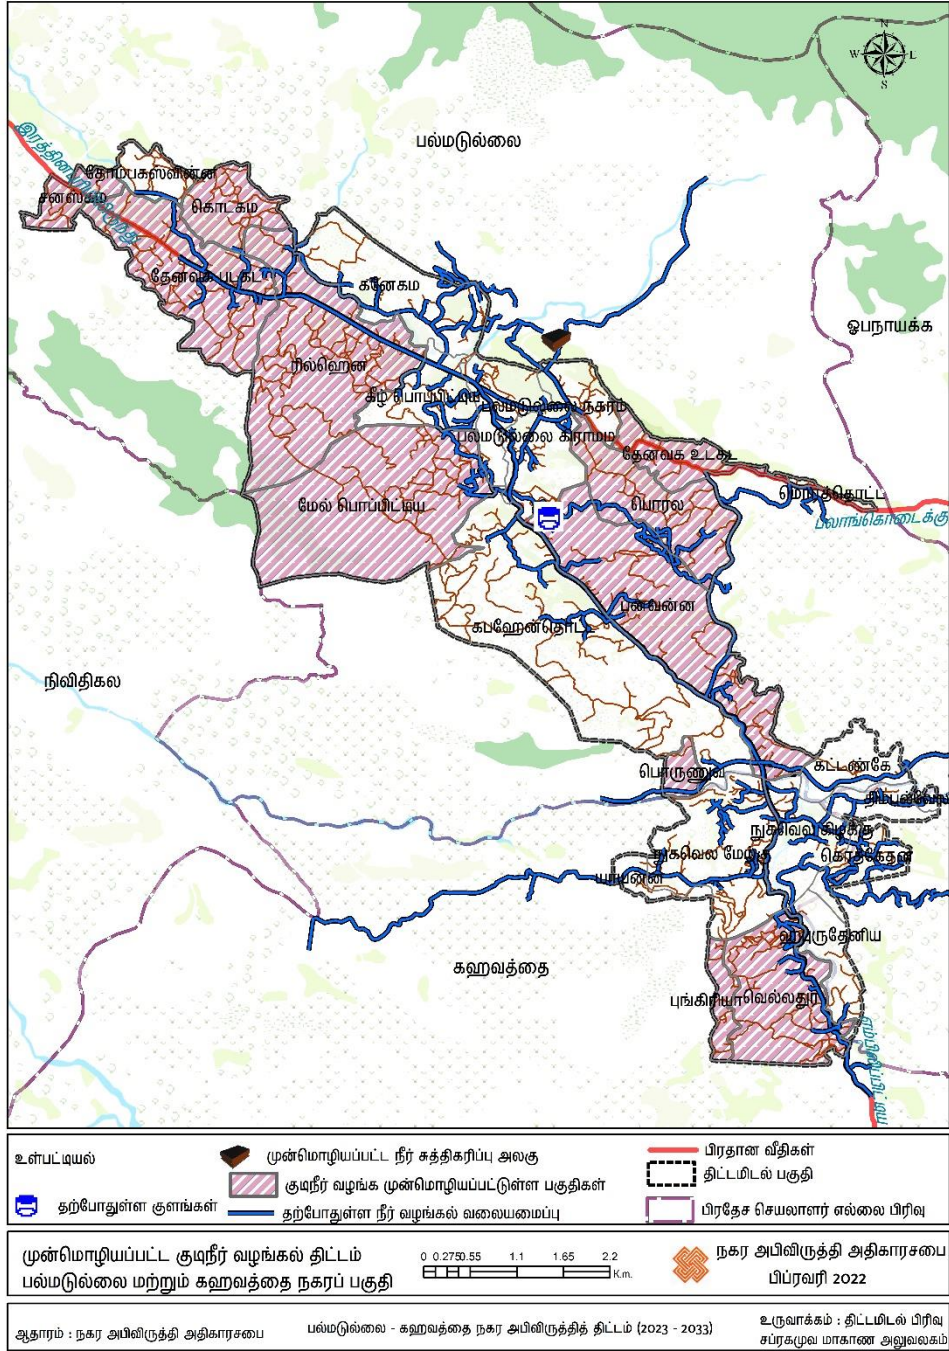 N
W
E
S
பல்மடுல்லை
தோம்பகஸ்வின்ன
சனஸ்கம
கொடகம
தேனவக படகட
கனேகம
ஓபநாயக்க
ரில்ஹேன
கீழ் பொப்பிட்டிய
பல்மடுல்லை நகரம்
பல்மடுல்லை கிராமம்
தேனவக உடகட
மேல் பொப்பிட்டிய
பொரல
பலாங்கொடைக்கு
பனவன்ன
கபஹேன்தொட்ட
நிவிதிகல
பொருணுவ
கட்டண்கே
நுகவெல கிழக்கு
நுகவெல மேற்கு
யாயன்ன
கஹவத்தை
புங்கிரியா
வெல்லதுர
உள்பட்டியல்
முன்மொழியப்பட்ட நீர் சுத்திகரிப்பு அலகு
பிரதான வீதிகள்
குடிநீர் வழங்க முன்மொழியப்பட்டுள்ள பகுதிகள்
திட்டமிடல் பகுதி
தற்போதுள்ள குளங்கள்
தற்போதுள்ள நீர் வழங்கல் வலையமைப்பு
பிரதேச செயலாளர் எல்லை பிரிவு
முன்மொழியப்பட்ட குடிநீர் வழங்கல் திட்டம்
பல்மடுல்லை மற்றும் கஹவத்தை நகரப் பகுதி
0 0.275 0.55 1.1 1.65 2.2
K.m.
நகர அபிவிருத்தி அதிகாரசபை
பிப்ரவரி 2022
ஆதாரம் : நகர அபிவிருத்தி அதிகாரசபை
பல்மடுல்லை - கஹவத்தை நகர அபிவிருத்தித் திட்டம் (2023 - 2033)
உருவாக்கம் : திட்டமிடல் பிரிவு
சப்ரகமுவ மாகாண அலுவலகம்